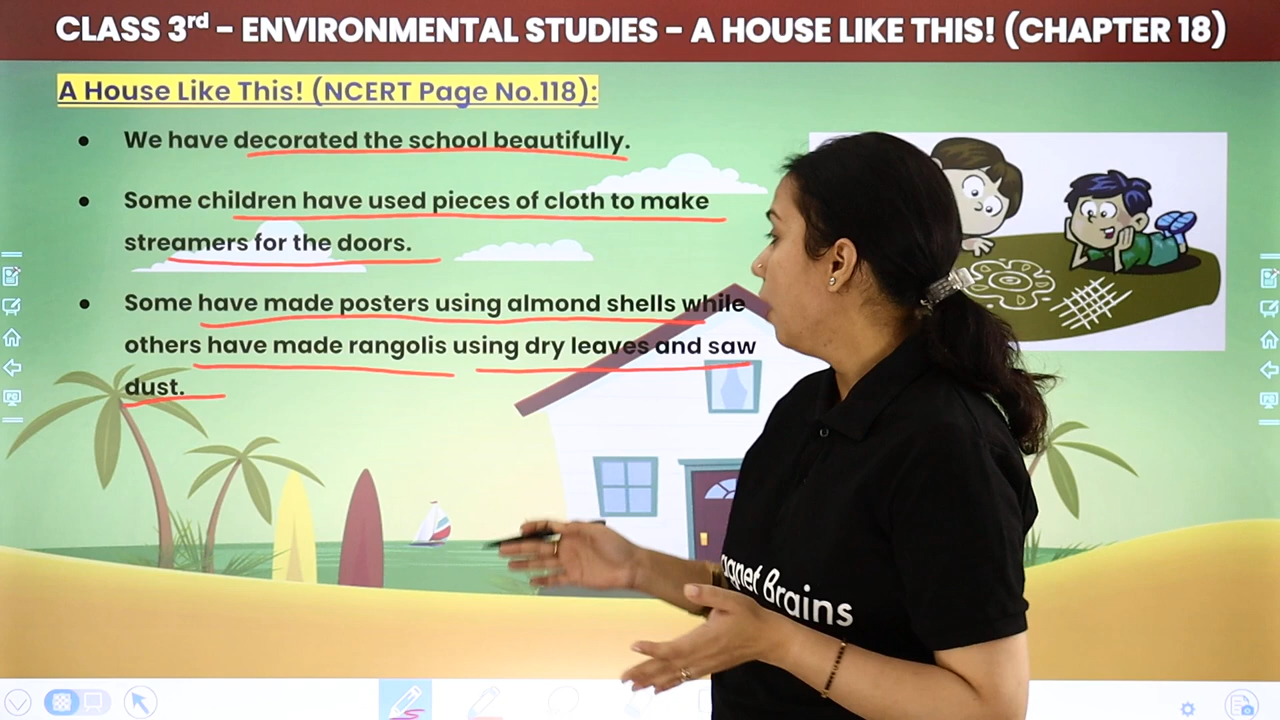 CLASS 3rd – ENVIRONMENTAL STUDIES – A HOUSE LIKE THIS! (CHAPTER 18)
A House Like This! (NCERT Page No.118):
● We have decorated the school beautifully.
● Some children have used pieces of cloth to make
streamers for the doors.
● Some have made posters using almond shells while
others have made rangolis using dry leaves and saw
dust.
Brains